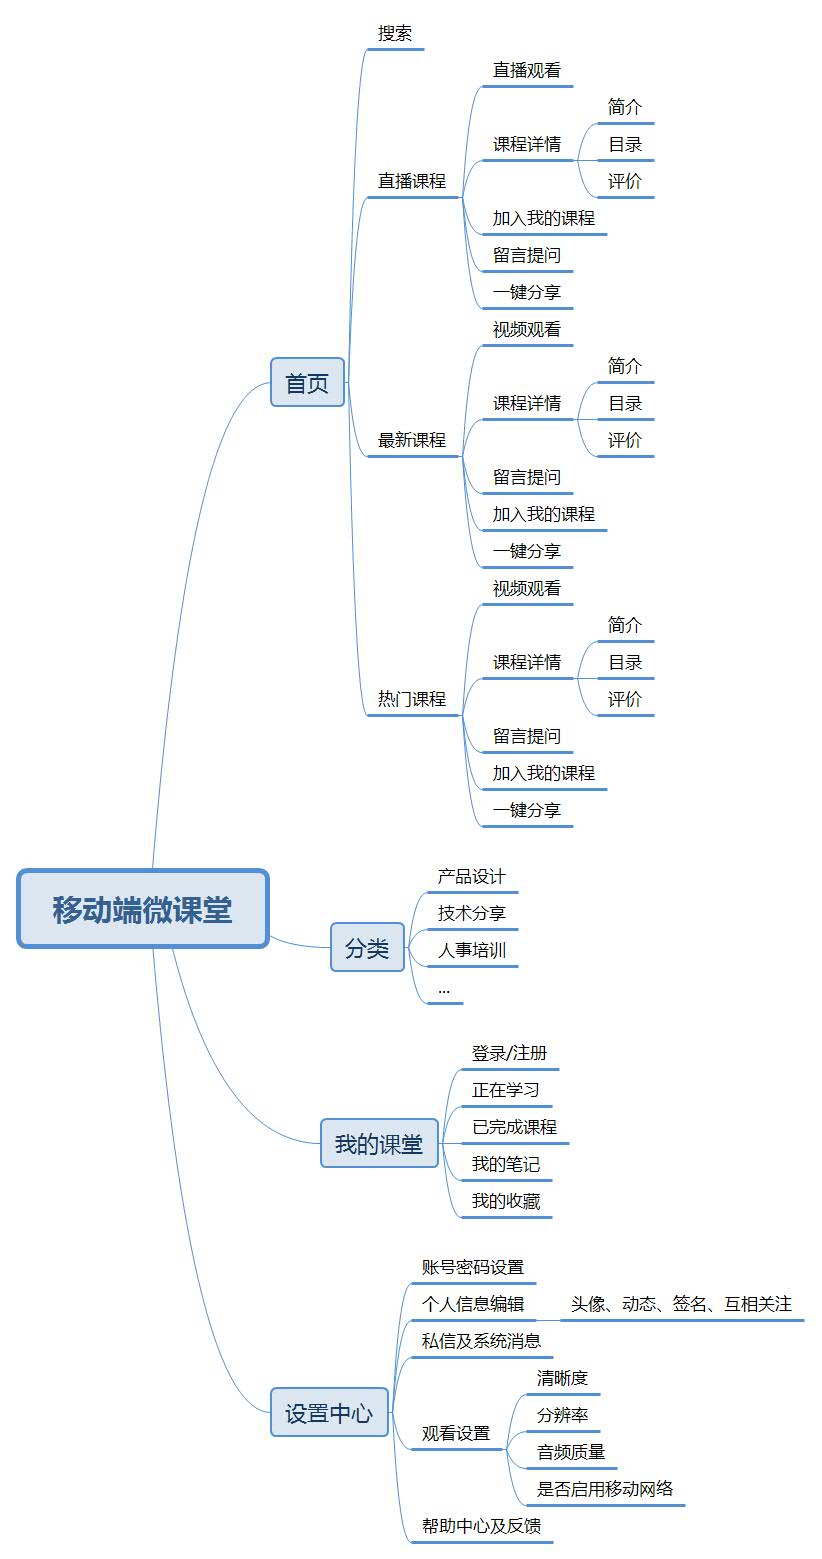 移动端微课堂
首页
搜索
直播课程
直播观看
课程详情
简介
目录
评价
加入我的课程
留言提问
一键分享
最新课程
视频观看
课程详情
简介
目录
评价
留言提问
加入我的课程
一键分享
热门课程
视频观看
课程详情
简介
目录
评价
留言提问
加入我的课程
一键分享
分类
产品设计
技术分享
人事培训
...
我的课堂
登录/注册
正在学习
已完成课程
我的笔记
我的收藏
设置中心
账号密码设置
个人信息编辑
头像、动态、签名、互相关注
私信及系统消息
观看设置
清晰度
分辨率
音频质量
是否启用移动网络
帮助中心及反馈